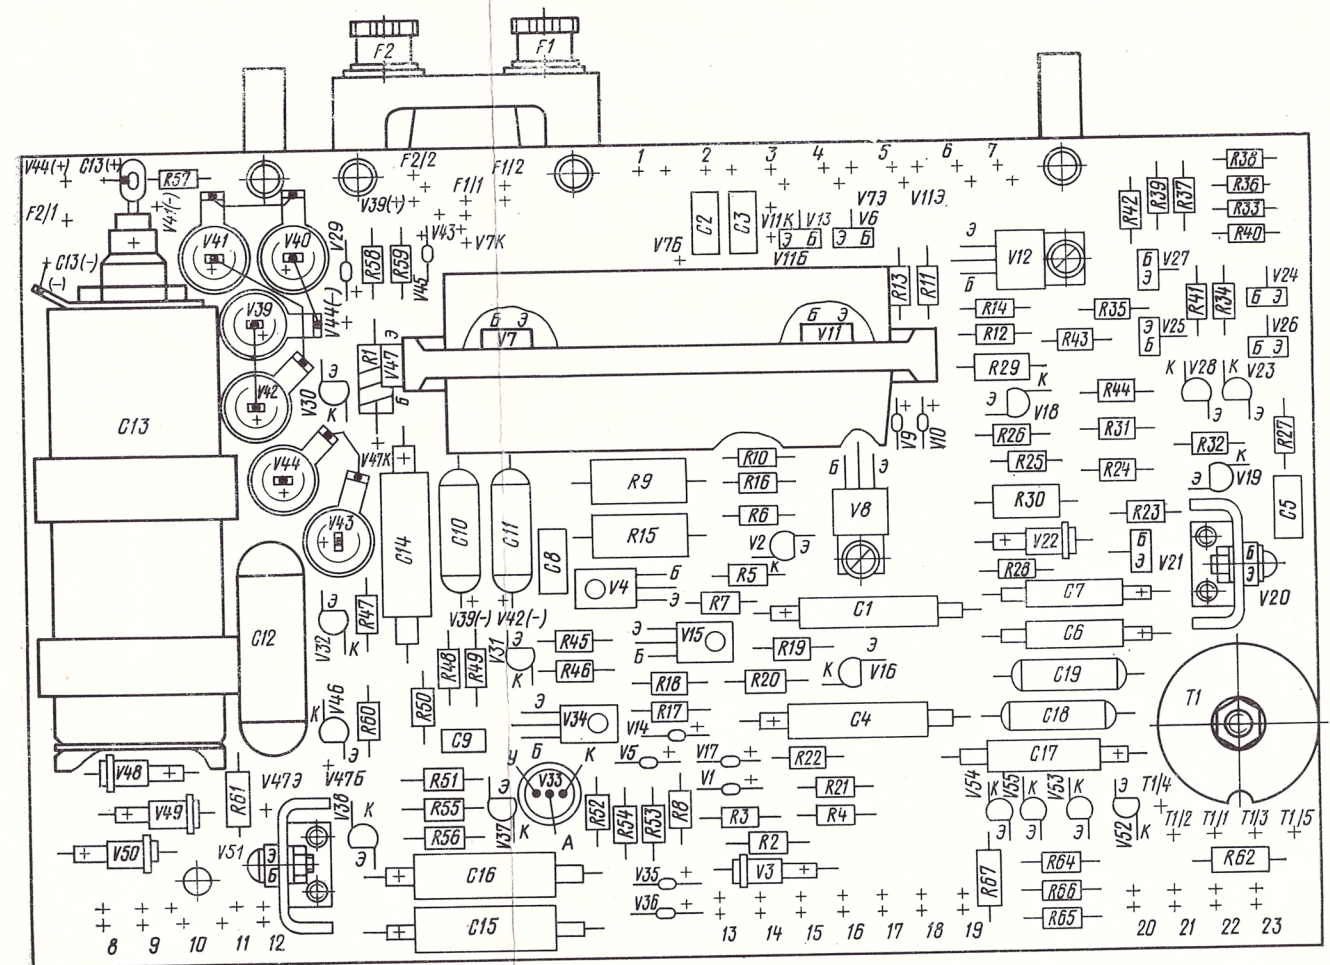 F2
F1
V44(+)
C13(+)
R57
F2/2
F1/2
1
2
3
4
5
6
7
R38
R36
R33
R40
R42
R39
R37
F2/1
V41(-)
V39(+)
F1/1
V43+
V7К
V29
V41
V40
R58
R59
V45
C2
C3
V7Б
V11К
V13
Э Б
V11Б
V7Э
V6
Э Б
V11Э
Э
V12
Б
Б
Э
V27
R41
R34
V24
Б Э
C13(-)
(-)
V39
V44(-)
R13
R11
R14
R12
R35
R43
Э
Б
V25
V26
Б Э
Б Э
V7
Б Э
V11
R1
Э
V47
Б
Э
V30
К
V42
R29
К
Э
V18
R44
К
V28
Э
V23
Э
C13
V9
V10
R26
R31
R32
R27
R25
R24
К
Э
V19
V44
V47К
C14
C10
C11
R9
R10
R16
R6
Б
Э
V8
R30
R23
C5
V43
R15
C8
V2
Э
К
V22
Б
Э
V21
Б
Э
V20
R28
R5
V4
Б
Э
R7
C1
C7
C12
Э
V32
К
R47
V39(-)
V42(-)
V31
Э
К
R45
R46
Э
V15
Б
R19
C6
R48
R49
R18
R20
К
Э
V16
C19
T1
R50
К
V46
Э
R60
Э
V34
R17
V14
C4
C18
C9
У
Б
К
V33
А
V5
V17
R22
C17
V48
R61
V47Э
V47Б
R51
V1
R21
V54
V55
V53
К
Э
V52
К
T1/4
V49
V38
К
Э
R55
Э
V37
К
R52
R54
R53
R8
R3
R4
T1/2
T1/1
T1/3
T1/5
V50
V51
R56
R2
R62
Э
Б
C16
V35
V3
R67
R64
R66
V36
R65
C15
8
9
10
11
12
13
14
15
16
17
18
19
20
21
22
23